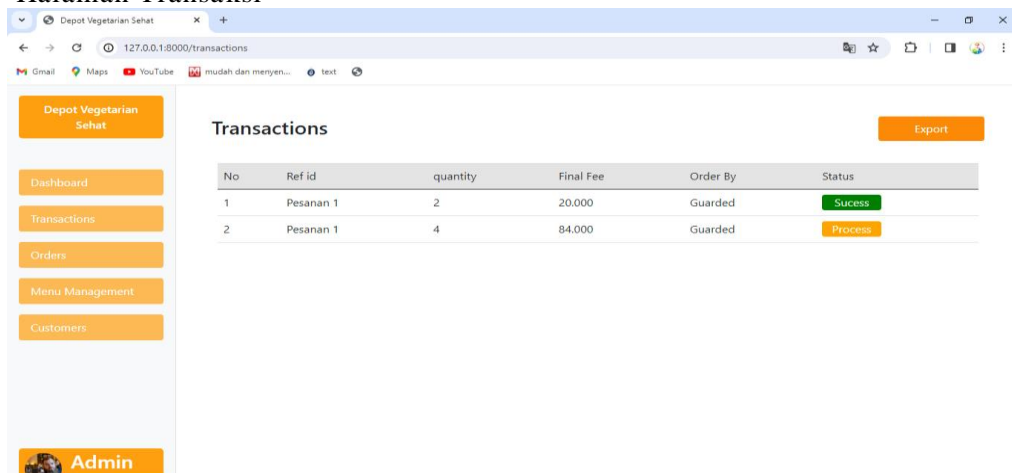 Halaman Transaksi
Depot Vegetarian Sehat
127.0.0.1:8000/transactions
Gmail Maps YouTube mudah dan menyen... text
Depot Vegetarian
Sehat
Dashboard
Transactions
Orders
Menu Management
Customers
Admin
Transactions
Export
No Ref id quantity Final Fee Order By Status
1 Pesanan 1 2 20.000 Guarded Sucess
2 Pesanan 1 4 84.000 Guarded Process